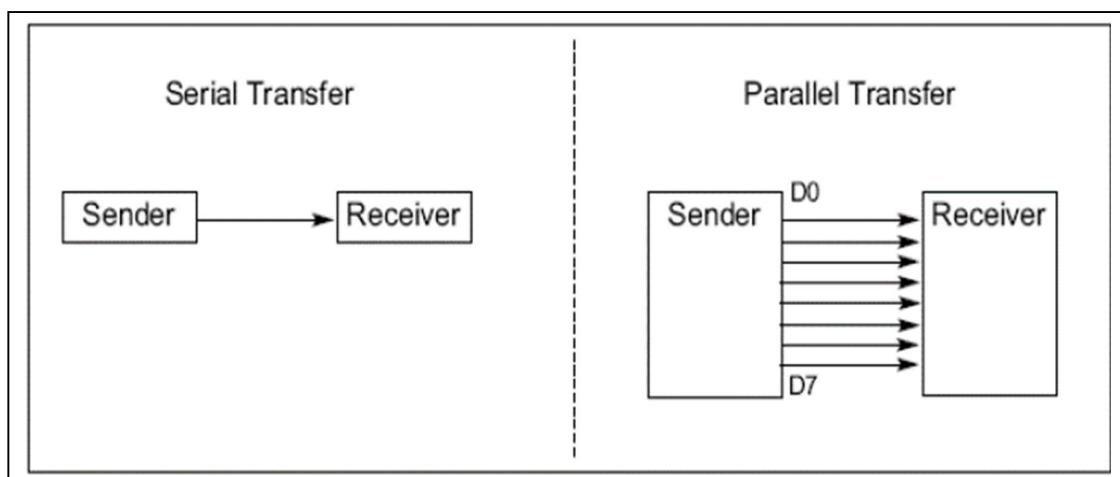 Serial Transfer
Sender
Receiver
Parallel Transfer
D0
Sender
Receiver
D7